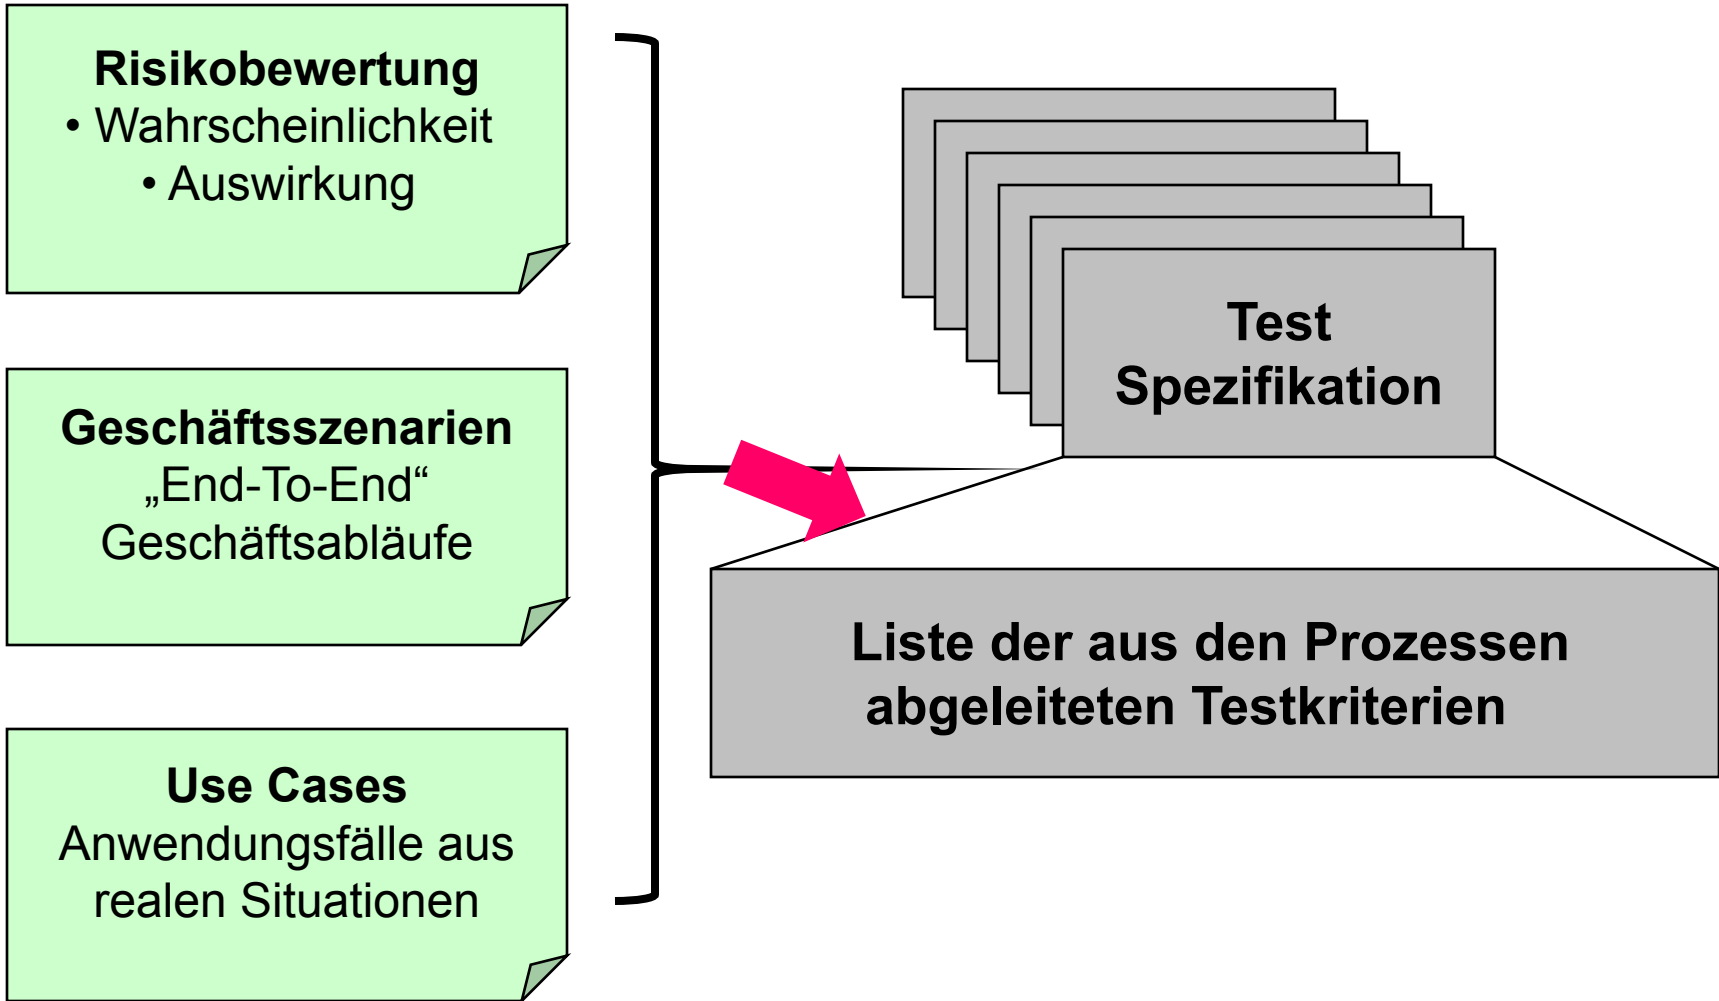 Risikobewertung
• Wahrscheinlichkeit
• Auswirkung
Geschäftsszenarien
„End-To-End“
Geschäftsabläufe
Use Cases
Anwendungsfälle aus
realen Situationen
Test
Spezifikation
Liste der aus den Prozessen
abgeleiteten Testkriterien